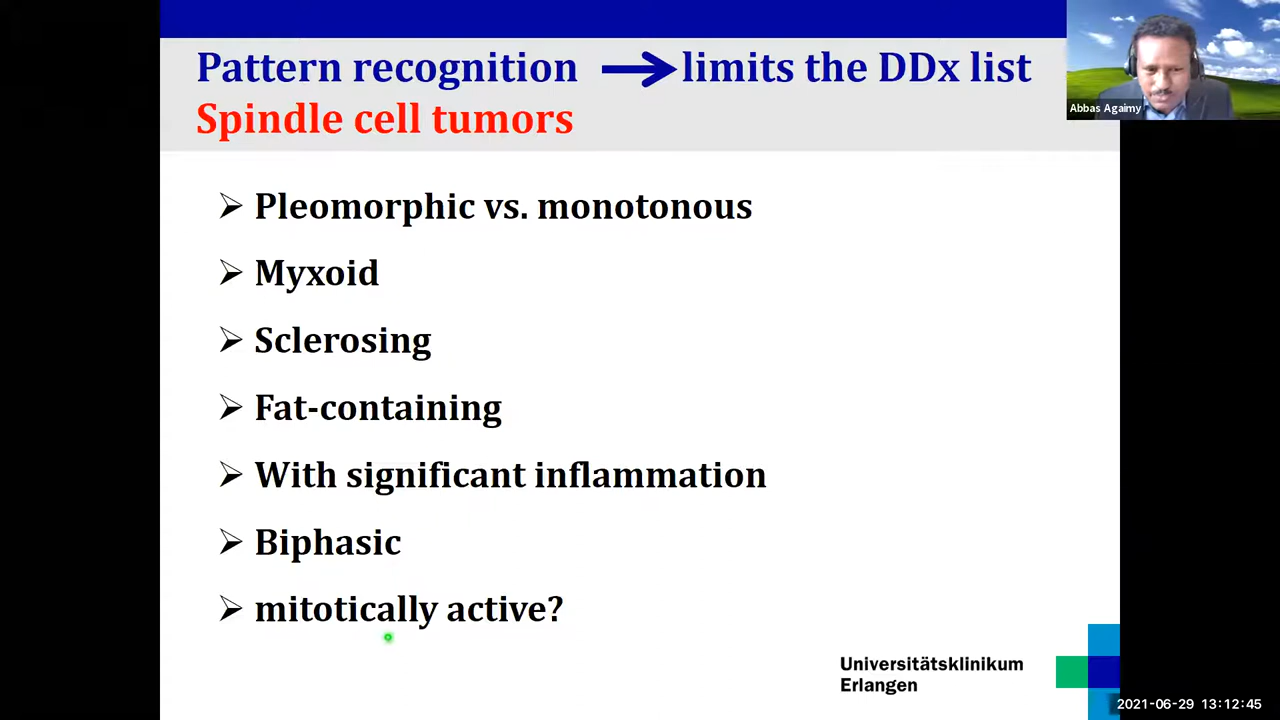 Pattern recognition → limits the DDx list
Spindle cell tumors
Abbas Agaimy
➢ Pleomorphic vs. monotonous
➢ Myxoid
➢ Sclerosing
➢ Fat-containing
➢ With significant inflammation
➢ Biphasic
➢ mitotically active?
Universitätsklinikum
Erlangen
2021-06-29 13:12:45